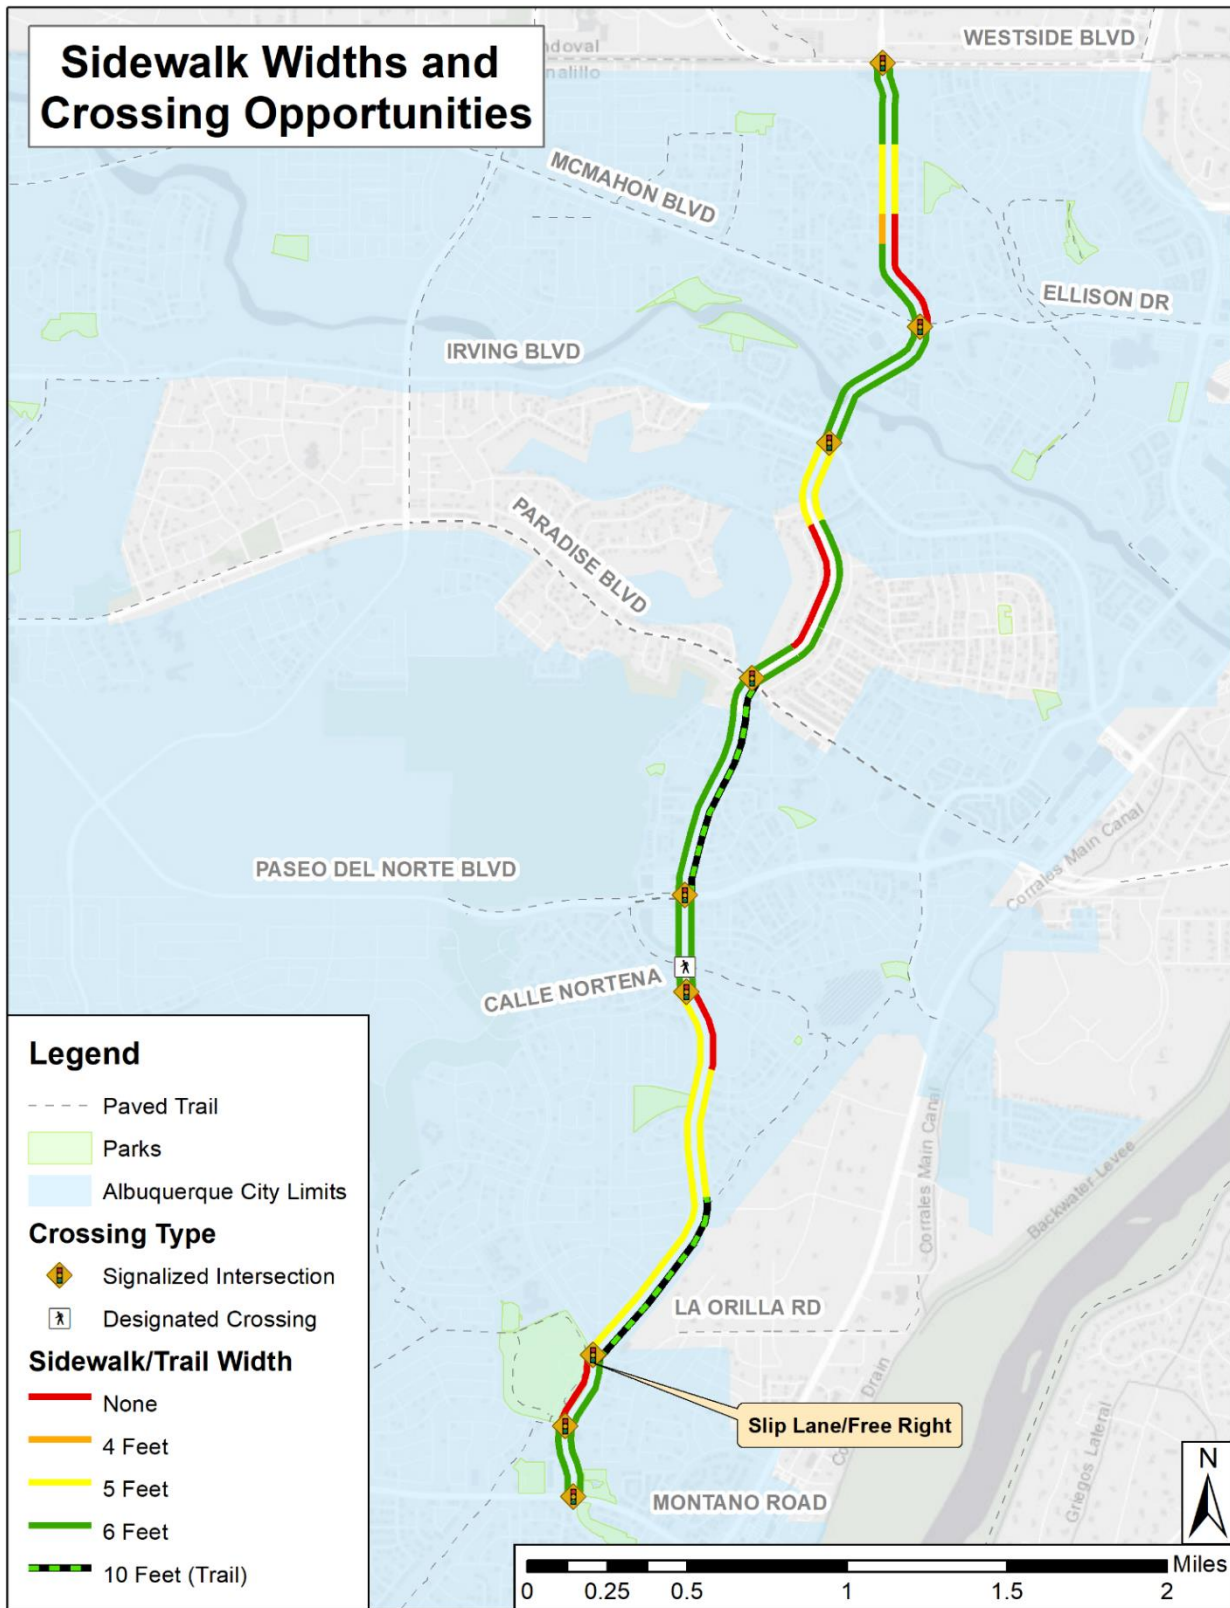 Sidewalk Widths and
Crossing Opportunities
WESTSIDE BLVD
ndoval
nalillo
MCMAHON BLVD
ELLISON DR
IRVING BLVD
PARADISE BLVD
PASEO DEL NORTE BLVD
Corrales Main Canal
CALLE NORTENA
Corrales Main Canal
Backwater Levee
LA ORILLA RD
Drain
Slip Lane/Free Right
Griegos Lateral
MONTANO ROAD
Legend
Paved Trail
Parks
Albuquerque City Limits
Crossing Type
Signalized Intersection
Designated Crossing
Sidewalk/Trail Width
None
4 Feet
5 Feet
6 Feet
10 Feet (Trail)
N
Miles
0 0.25 0.5 1 1.5 2